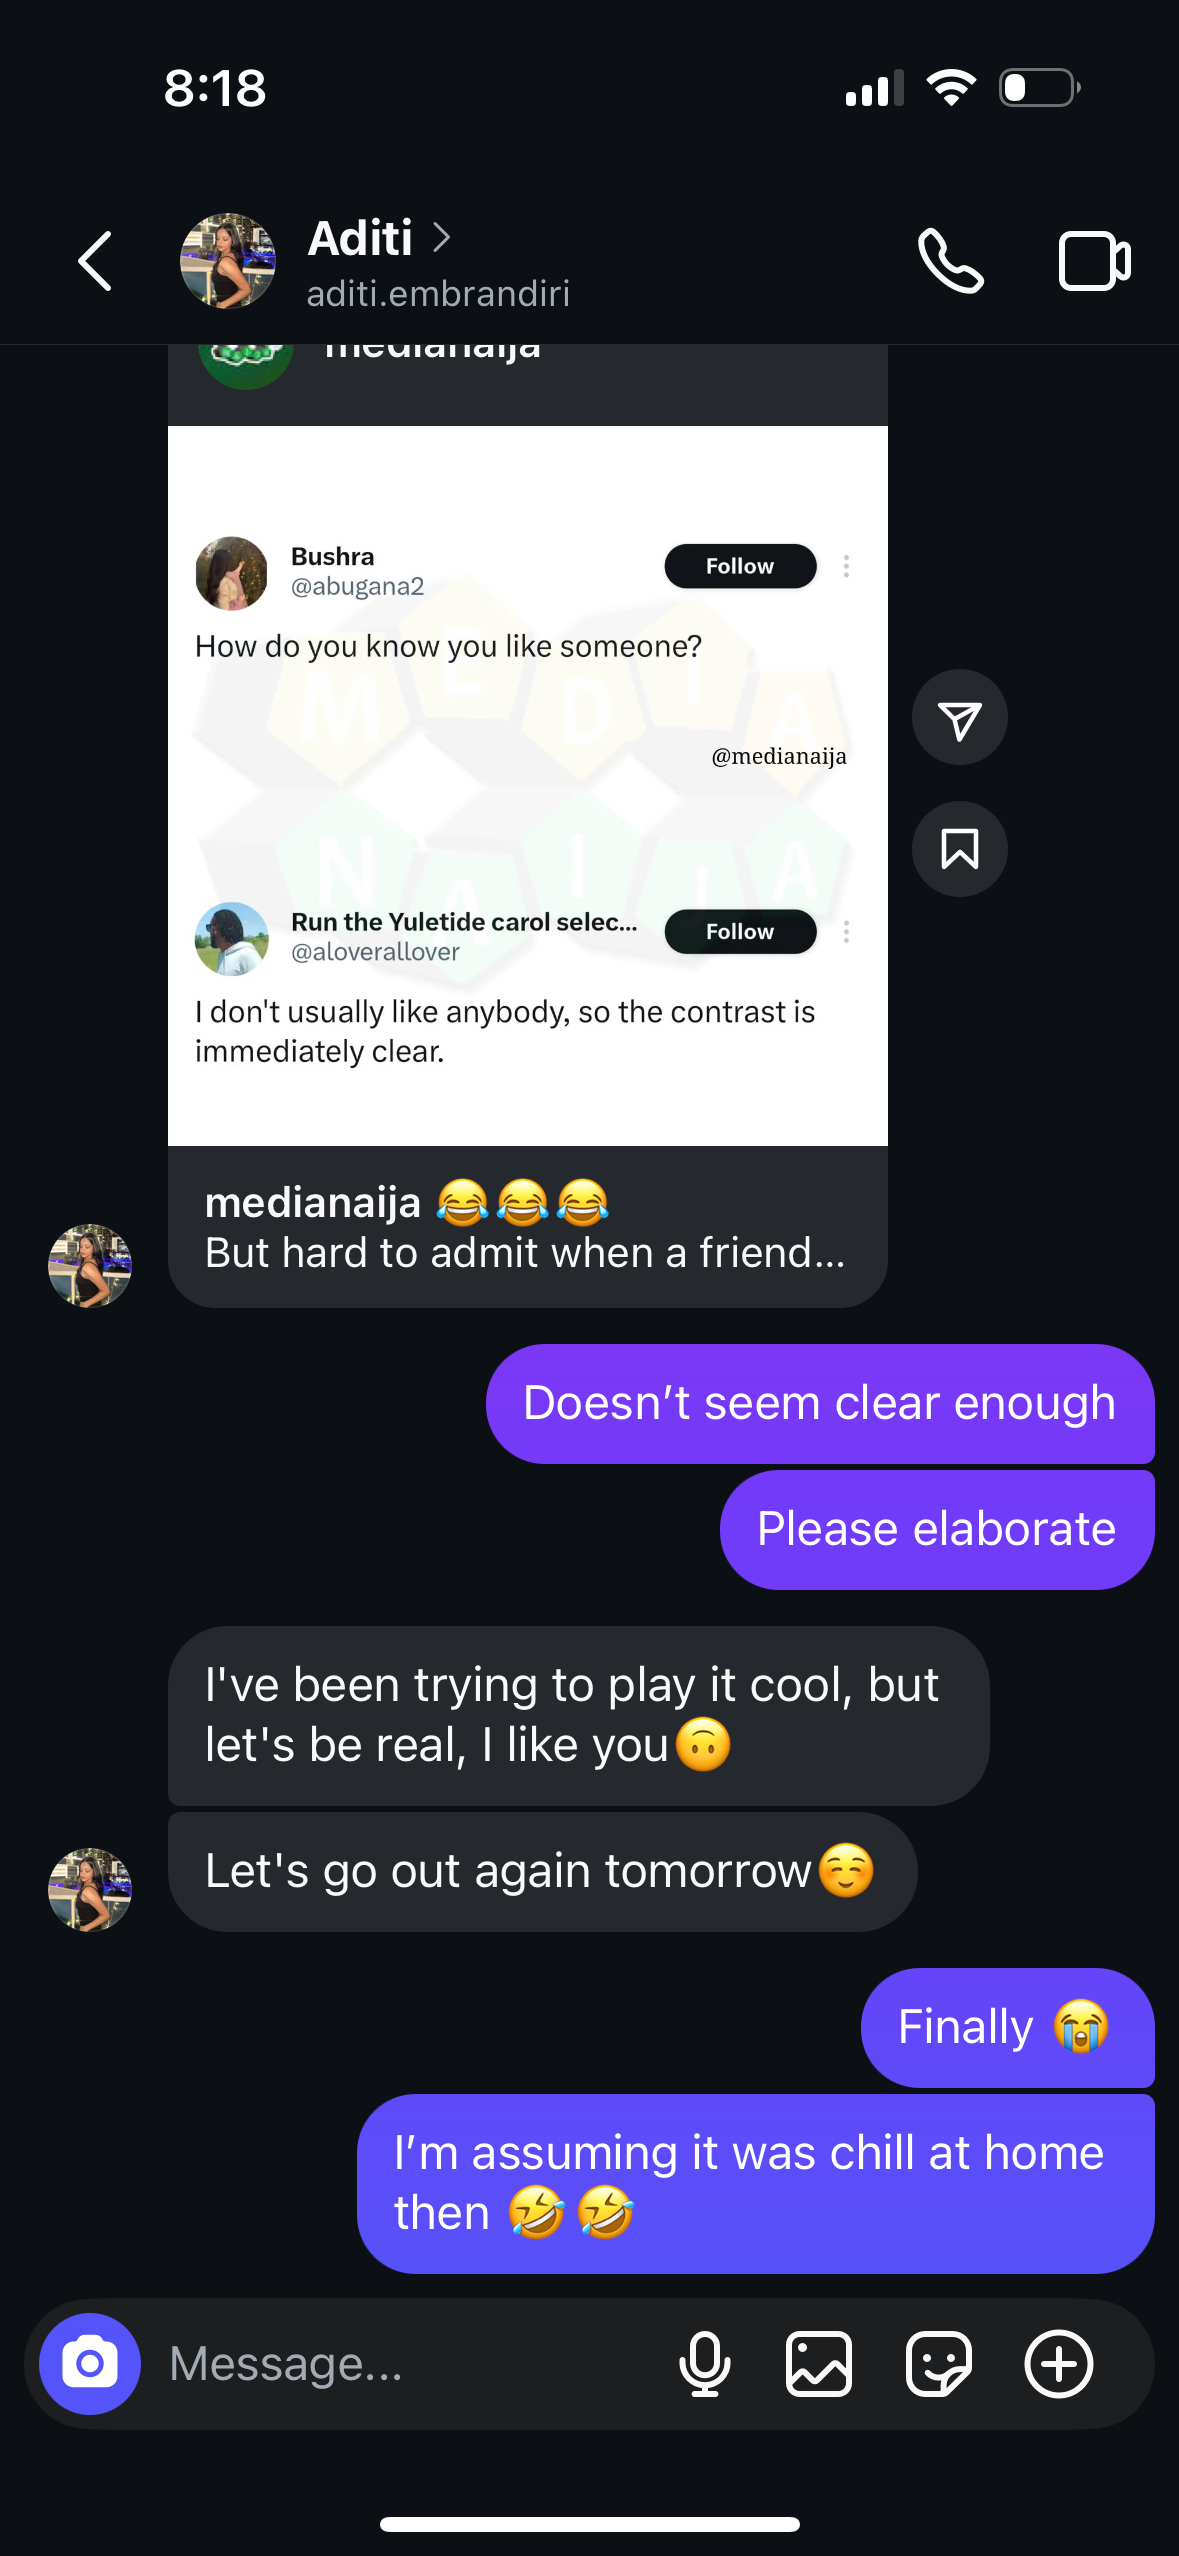 8:18
Aditi
aditi.embrandiri
medianaija
Bushra
Follow
@abugana2
How do you know you like someone?
MEDIA
@medianaija
NAIJA
Run the Yuletide carol selec...
Follow
@aloverallover
I don't usually like anybody, so the contrast is
immediately clear.
medianaija 😂😂😂
But hard to admit when a friend...
Doesn’t seem clear enough
Please elaborate
I've been trying to play it cool, but
let's be real, I like you🙃
Let's go out again tomorrow☺️
Finally 😭
I’m assuming it was chill at home
then 🤣🤣
Message...